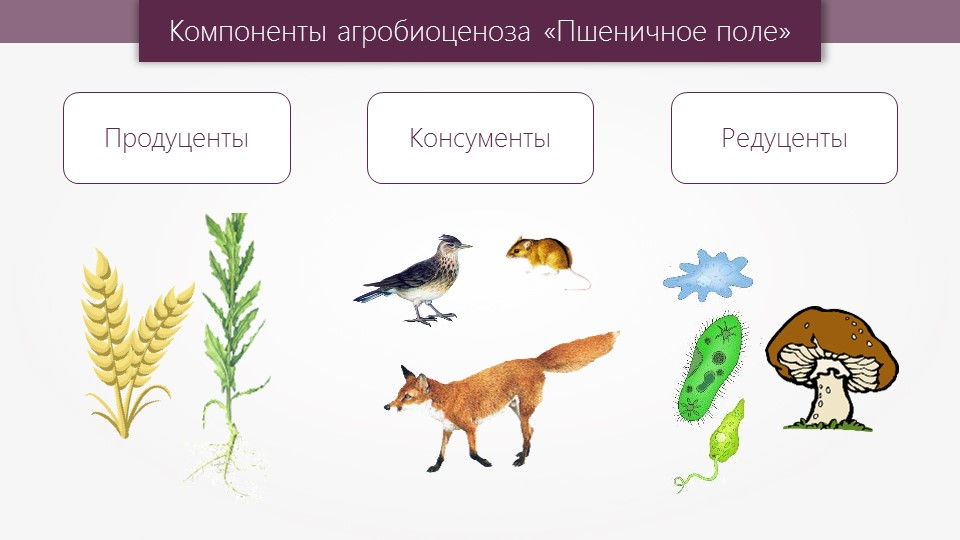 Компоненты агробиоценоза «Пшеничное поле»
Продуценты
Консументы
Редуценты